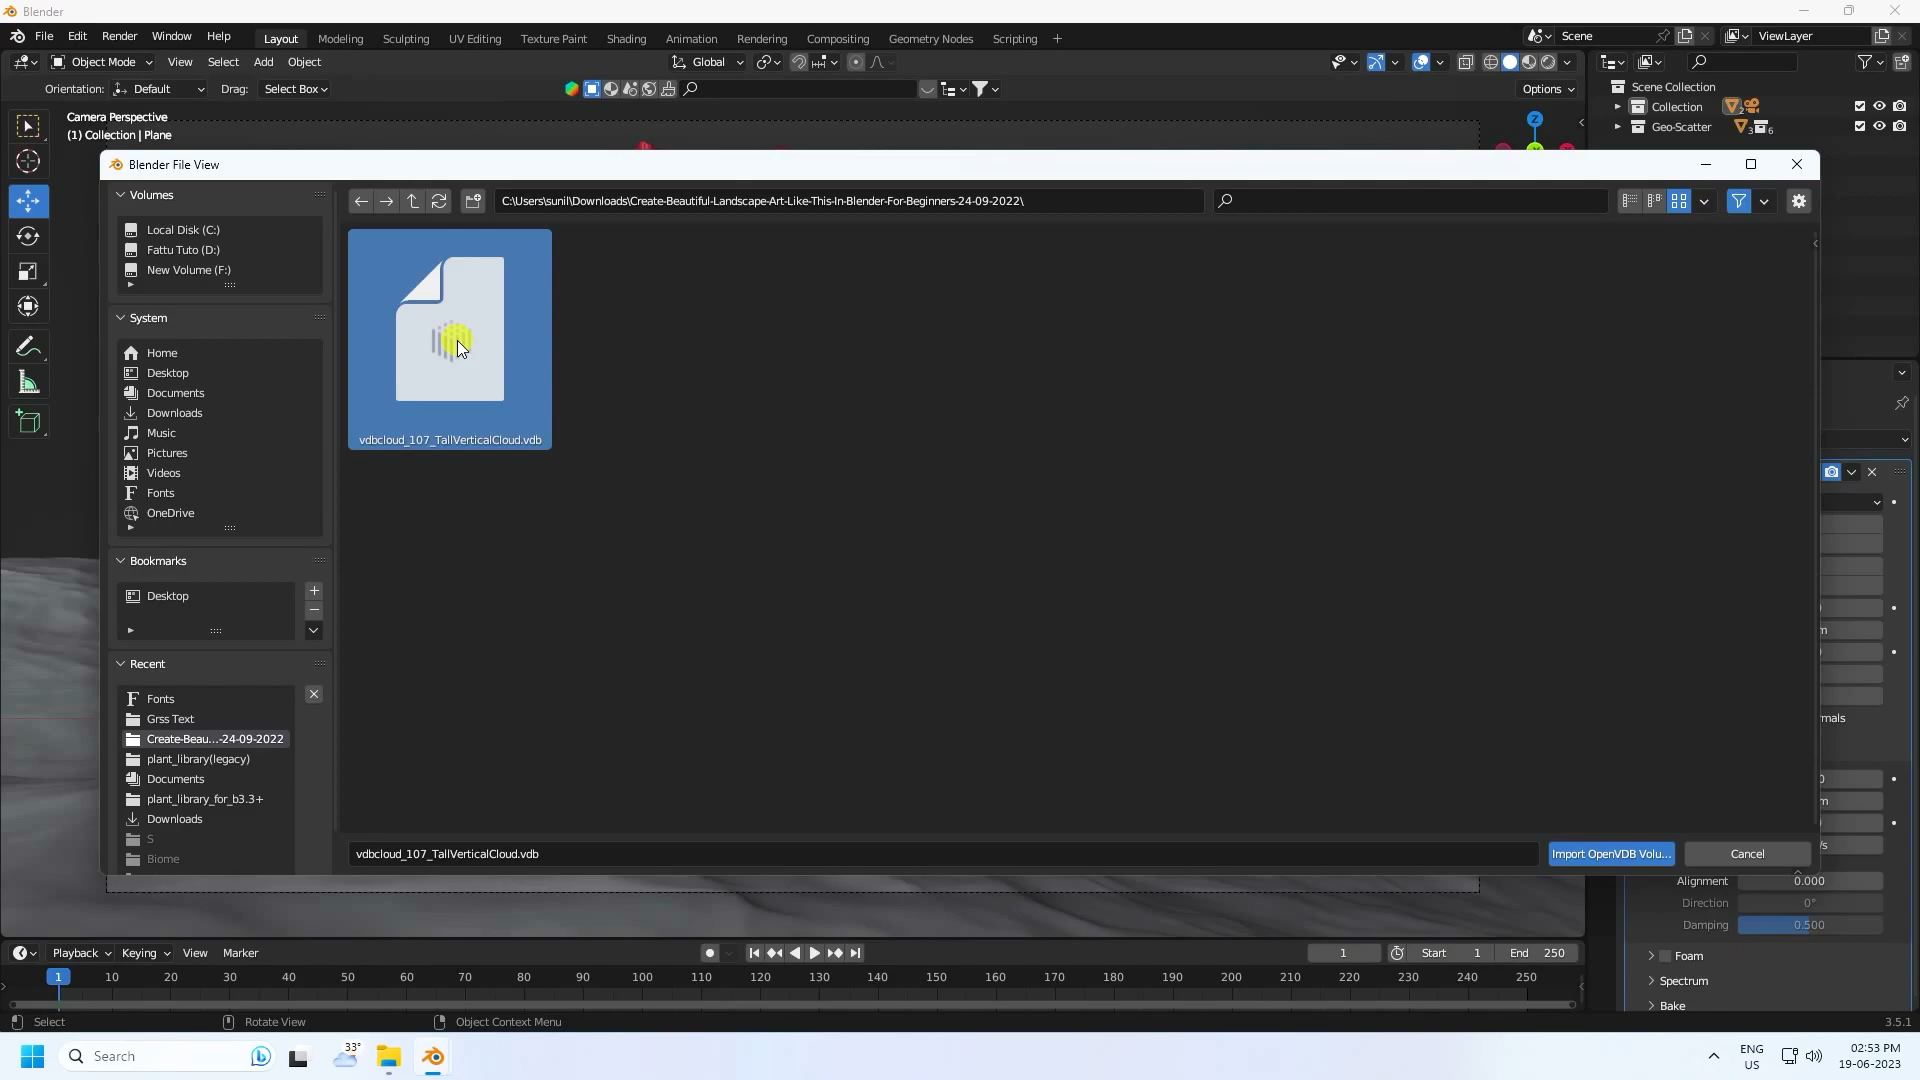 Blender
File Edit Render Window Help Layout Modeling Sculpting UV Editing Texture Paint Shading Animation Rendering Compositing Geometry Nodes Scripting + Scene ViewLayer
Object Mode View Select Add Object Global
Orientation: Default Drag: Select Box Options
Scene Collection
Collection 2
Geo-Scatter 3 6
Camera Perspective
(1) Collection | Plane
Z
Blender File View
Volumes
Local Disk (C:)
Fattu Tuto (D:)
New Volume (F:)
System
Home
Desktop
Documents
Downloads
Music
Pictures
Videos
Fonts
OneDrive
Bookmarks
Desktop
Recent
Fonts
Grss Text
Create-Beau...-24-09-2022
plant_library(legacy)
Documents
plant_library_for_b3.3+
Downloads
S
Biome
C:\Users\sunil\Downloads\Create-Beautiful-Landscape-Art-Like-This-In-Blender-For-Beginners-24-09-2022\
vdbcloud_107_TallVerticalCloud.vdb
vdbcloud_107_TallVerticalCloud.vdb
Import OpenVDB Volu... Cancel
m
rmals
0
m
/s
Alignment 0.000
Direction 0°
Damping 0.500
Foam
Spectrum
Bake
Playback Keying View Marker 1 Start 1 End 250
1 10 20 30 40 50 60 70 80 90 100 110 120 130 140 150 160 170 180 190 200 210 220 230 240 250
Select Rotate View Object Context Menu 3.5.1
Search 33° ENG US 02:53 PM 19-06-2023